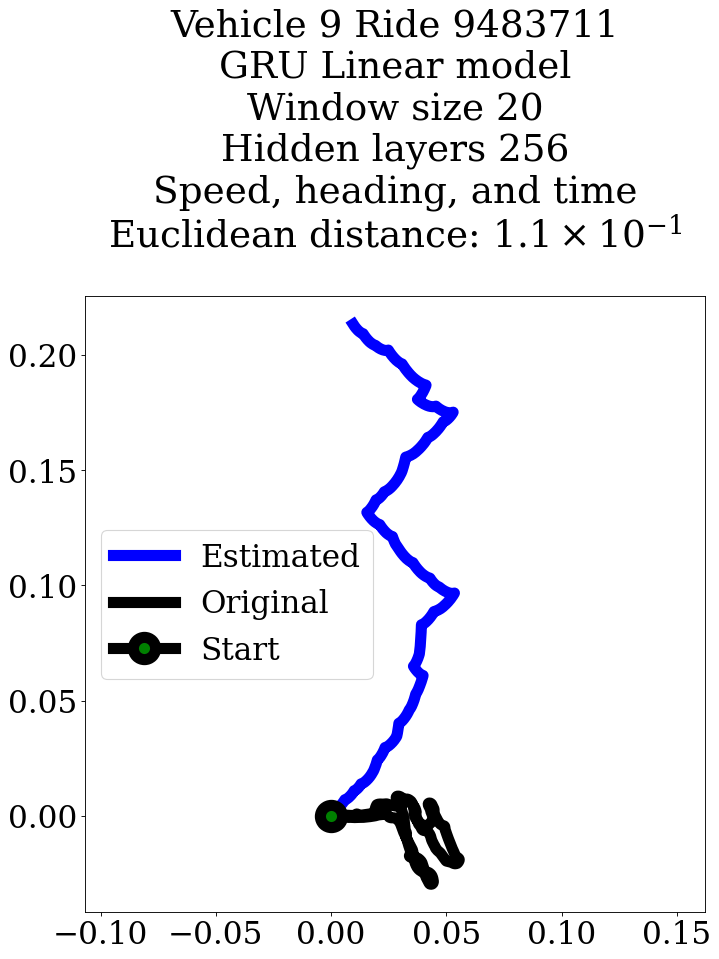 Vehicle 9 Ride 9483711
GRU Linear model
Window size 20
Hidden layers 256
Speed, heading, and time
Euclidean distance: 1.1 × 10⁻¹
0.20
0.15
0.10
0.05
0.00
Estimated
Original
Start
−0.10 −0.05 0.00 0.05 0.10 0.15